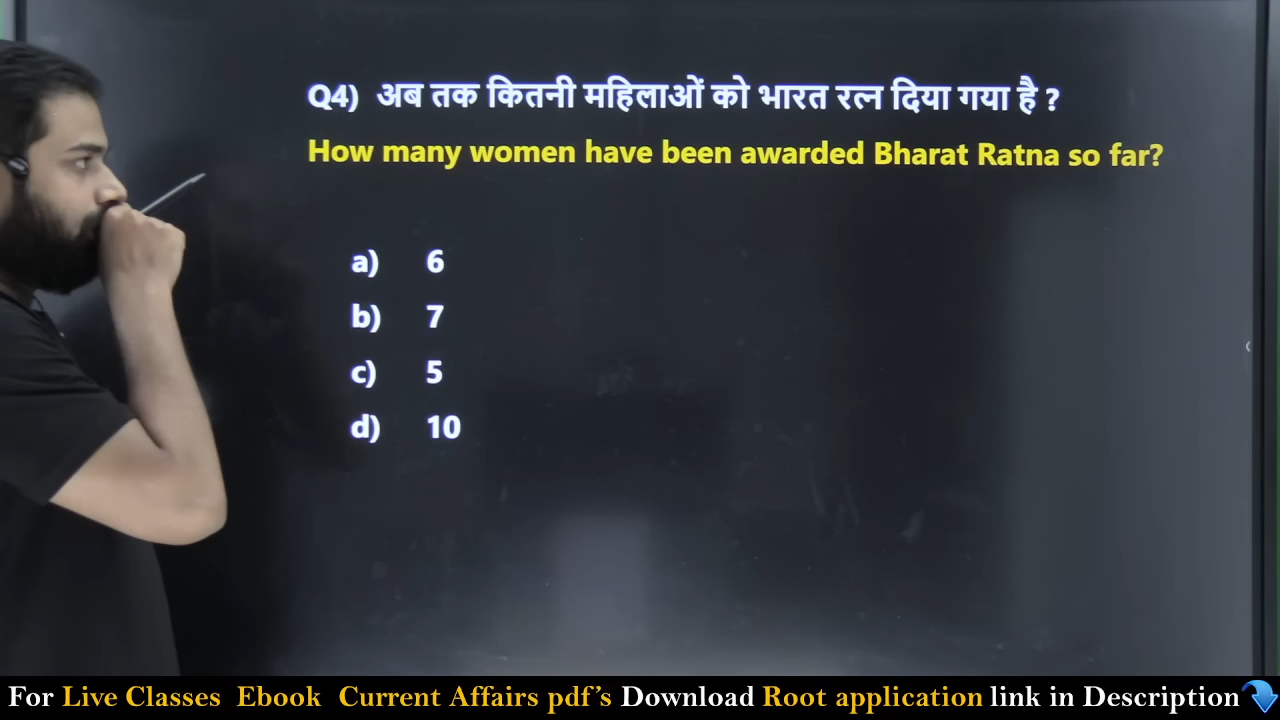 Q4) अब तक कितनी महिलाओं को भारत रत्न दिया गया है ?
How many women have been awarded Bharat Ratna so far?
a) 6
b) 7
c) 5
d) 10
For Live Classes Ebook Current Affairs pdf's Download Root application link in Description